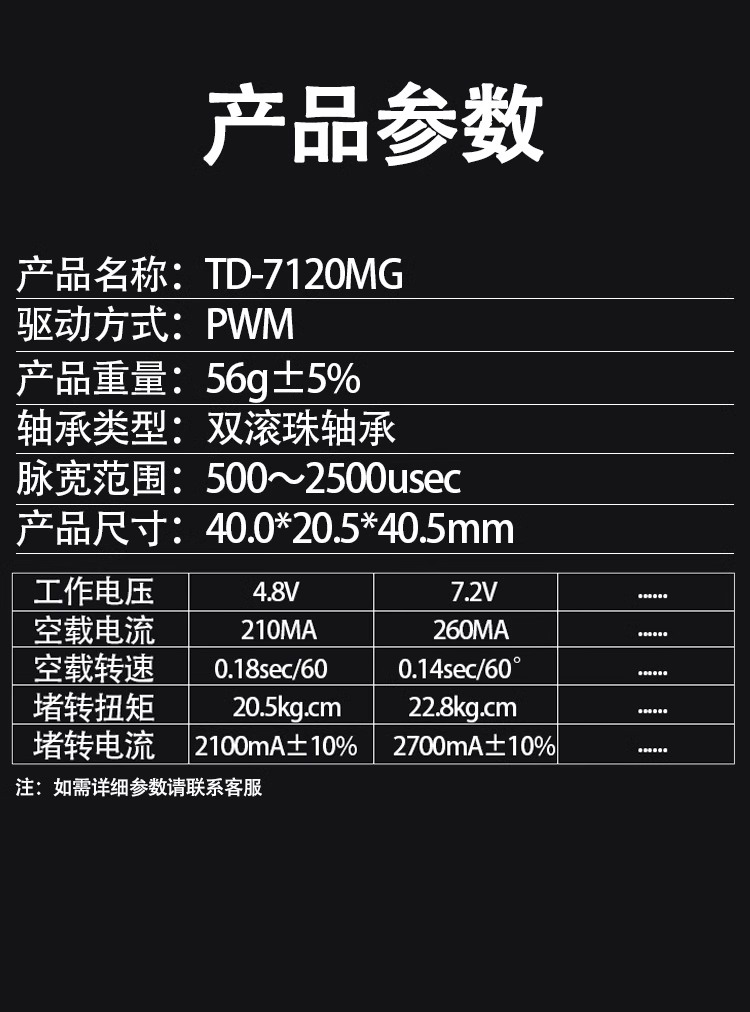 产品参数
产品名称：TD-7120MG
驱动方式：PWM
产品重量：56g±5%
轴承类型：双滚珠轴承
脉宽范围：500～2500usec
产品尺寸：40.0*20.5*40.5mm
工作电压 4.8V 7.2V ......
空载电流 210MA 260MA ......
空载转速 0.18sec/60 0.14sec/60° ......
堵转扭矩 20.5kg.cm 22.8kg.cm ......
堵转电流 2100mA±10% 2700mA±10% ......
注：如需详细参数请联系客服